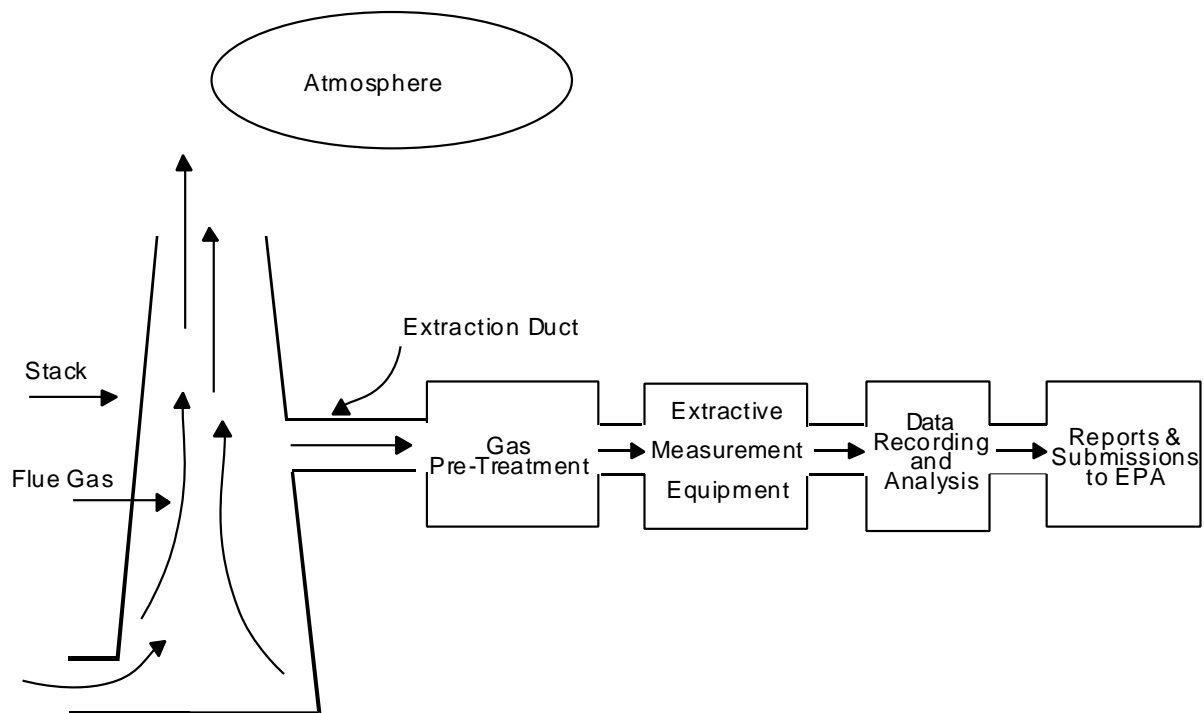 Atmosphere
Extraction Duct
Stack
Flue Gas
Gas
Pre-Treatment
Extractive
Measurement
Equipment
Data
Recording
and
Analysis
Reports &
Submissions
to EPA